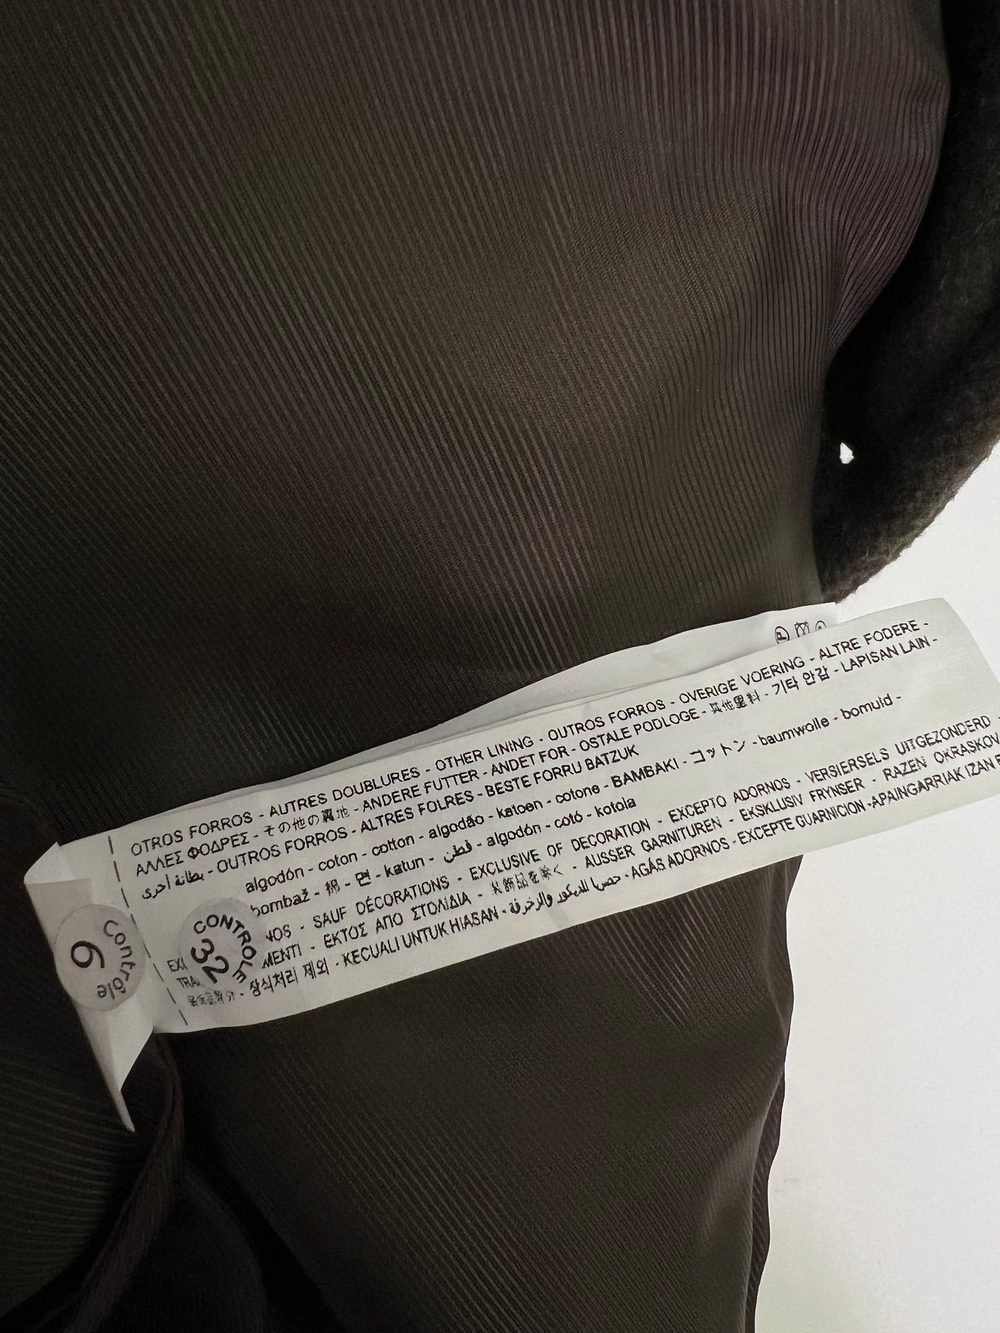 OTROS FORROS - AUTRES DOUBLURES - OTHER LINING - OUTROS FORROS - OVERIGE VOERING - ALTRE FODERE -
ΑΛΛΕΣ ΦΟΔΡΕΣ - その他の裏地 - ANDERE FUTTER - ANDET FOR - OSTALE PODLOGE - 其他里料 - 기타 안감 - LAPISAN LAIN -
بطانة أخرى - OUTROS FORROS - ALTRES FOLRES - BESTE FORRU BATZUK
algodón - coton - cotton - algodão - katoen - cotone - ΒΑΜΒΑΚΙ - コットン - baumwolle - bomuld -
bombaž - 棉 - 면 - katun - قطن - algodón - cotó - kotoia
NOS - SAUF DÉCORATIONS - EXCLUSIVE OF DECORATION - EXCEPTO ADORNOS - VERSIERSELS UITGEZONDERD -
MENTI - ΕΚΤΟΣ ΑΠΟ ΣΤΟΛΙΔΙΑ - 装飾品を除く - AUSSER GARNITUREN - EKSKLUSIV FRYNSER - RAZEN OKRASKOV
장식처리 제외 - KECUALI UNTUK HIASAN - حصريا للديكور والزخرفة - AGÁS ADORNOS - EXCEPTE GUARNICION - APAINGARRIAK IZAN
CONTROLE
32
Contrôle
6